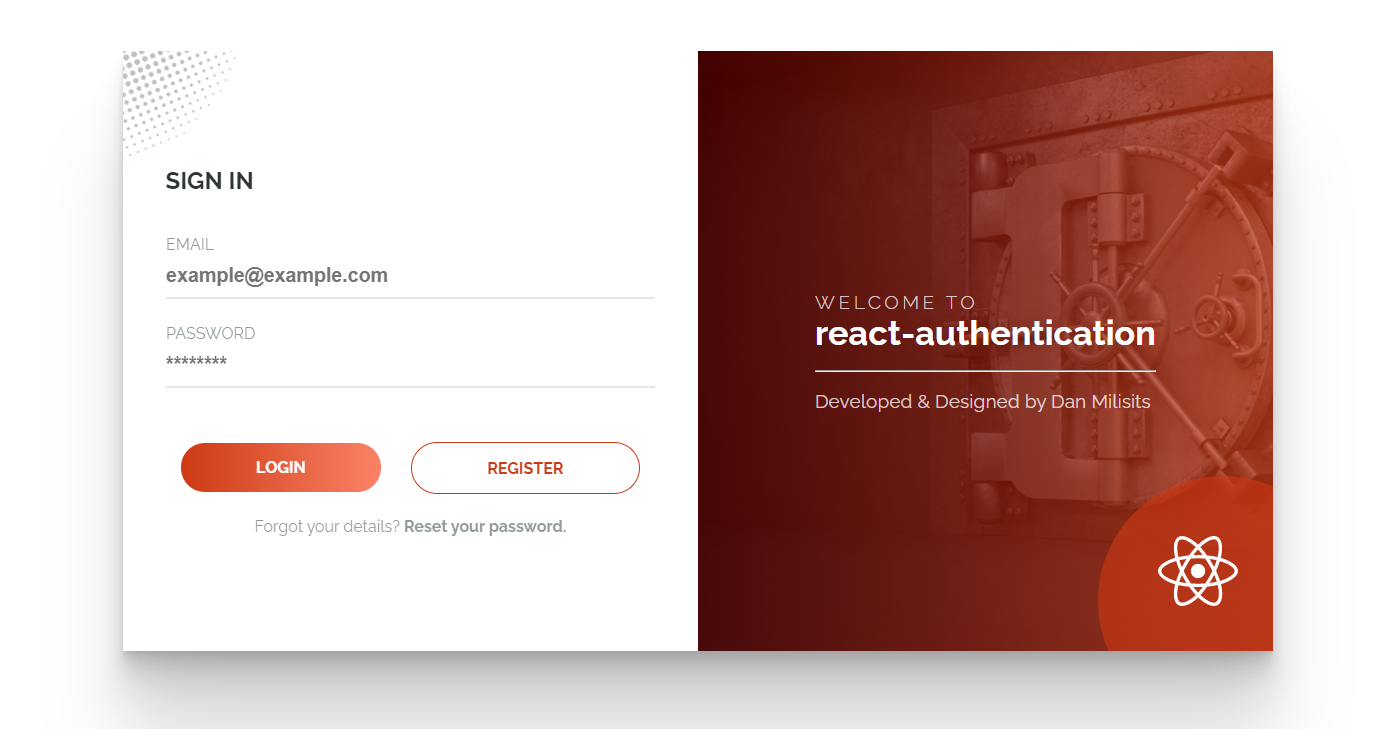 SIGN IN
EMAIL
example@example.com
PASSWORD
********
LOGIN
REGISTER
Forgot your details? Reset your password.
WELCOME TO
react-authentication
Developed & Designed by Dan Milisits